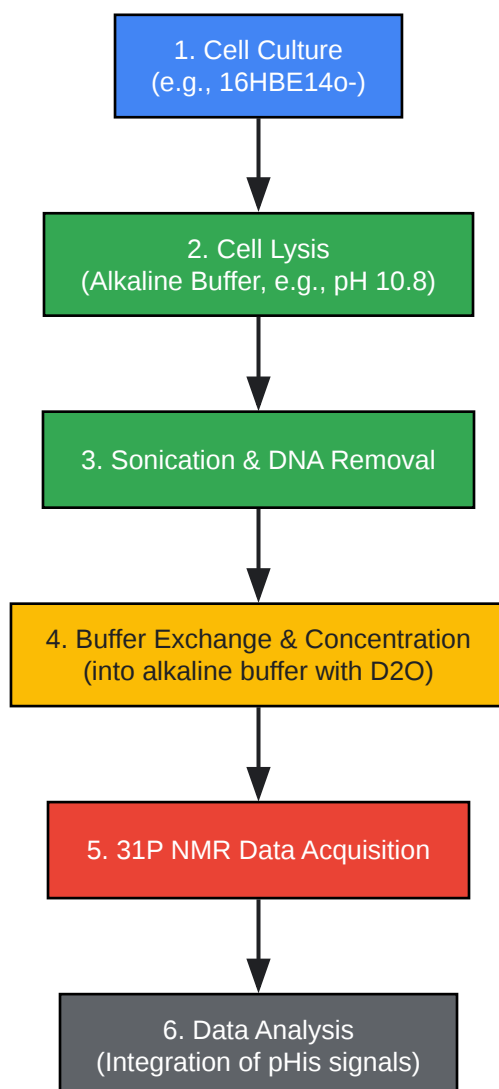 1. Cell Culture
(e.g., 16HBE14o-)
2. Cell Lysis
(Alkaline Buffer, e.g., pH 10.8)
3. Sonication & DNA Removal
4. Buffer Exchange & Concentration
(into alkaline buffer with D2O)
5. 31P NMR Data Acquisition
6. Data Analysis
(Integration of pHis signals)